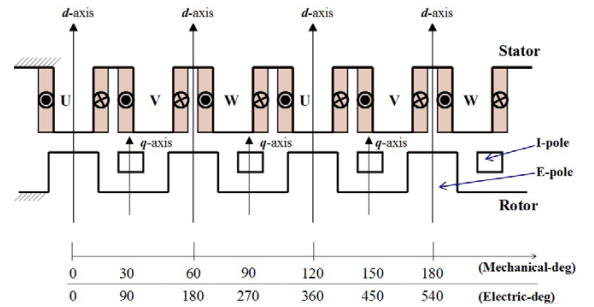 d-axis d-axis d-axis d-axis
Stator
U V W U V W
q-axis q-axis q-axis
I-pole
E-pole
Rotor
0 30 60 90 120 150 180 (Mechanical-deg)
0 90 180 270 360 450 540 (Electric-deg)